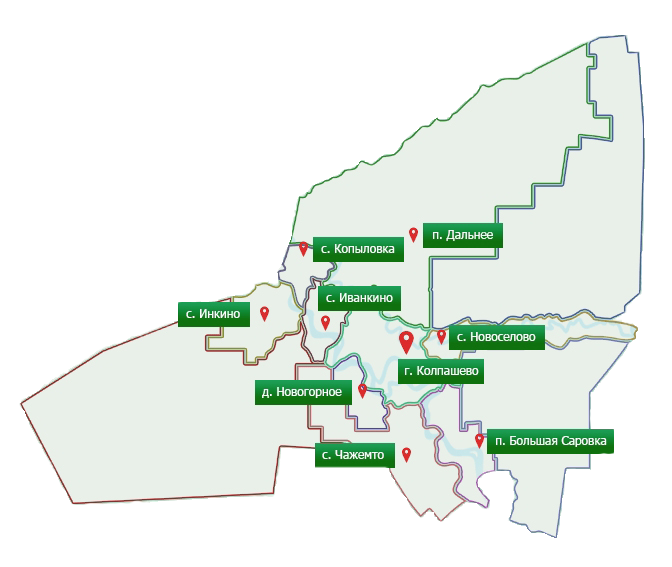 п. Дальнее
с. Копыловка
с. Иванкино
с. Инкино
с. Новоселово
г. Колпашево
д. Новогорное
п. Большая Саровка
с. Чажемто